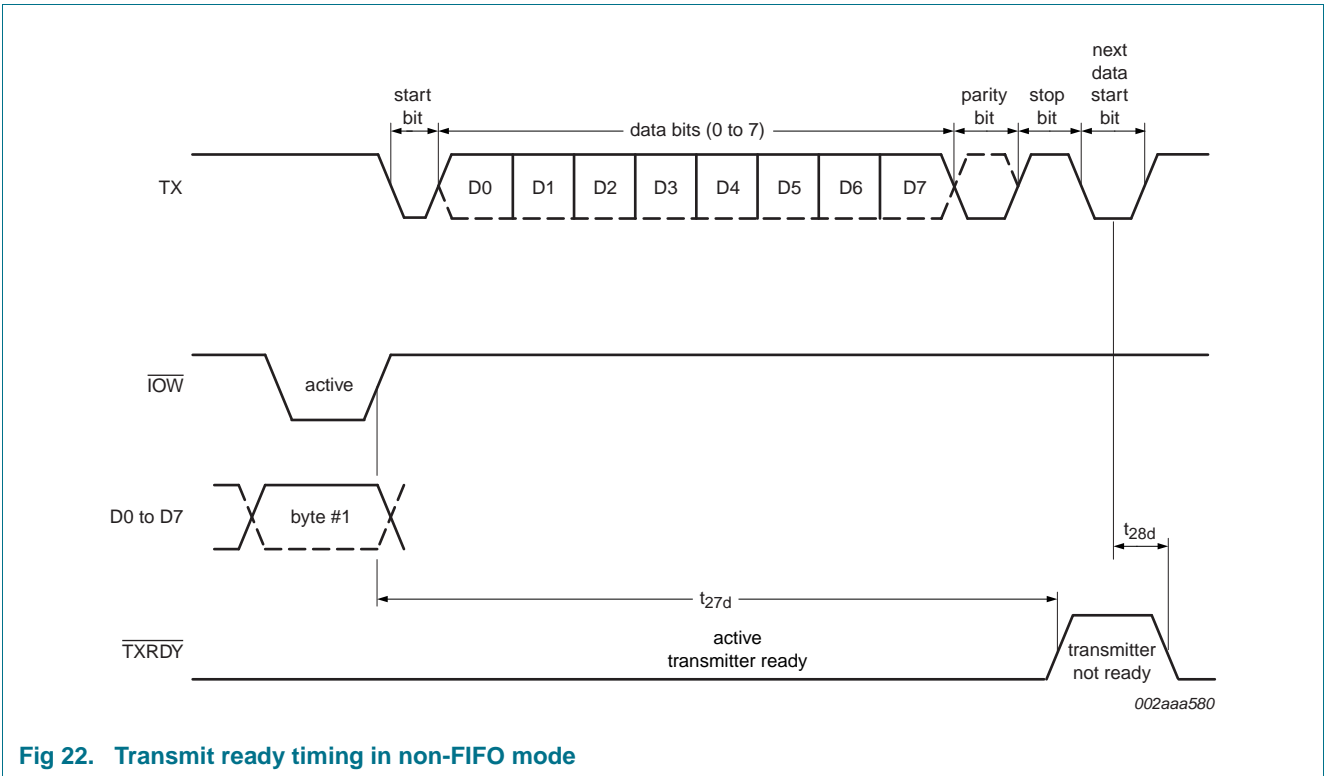 next
data
start
bit
start
bit
parity
bit
stop
bit
data bits (0 to 7)
TX
D0 D1 D2 D3 D4 D5 D6 D7
IOW
active
D0 to D7
byte #1
t28d
t27d
TXRDY
active
transmitter ready
transmitter
not ready
002aaa580
Fig 22. Transmit ready timing in non-FIFO mode